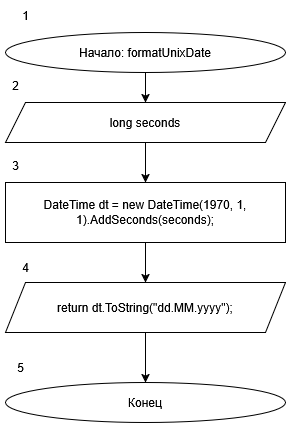 1
Начало: formatUnixDate
2
long seconds
3
DateTime dt = new DateTime(1970, 1,
1).AddSeconds(seconds);
4
return dt.ToString("dd.MM.yyyy");
5
Конец